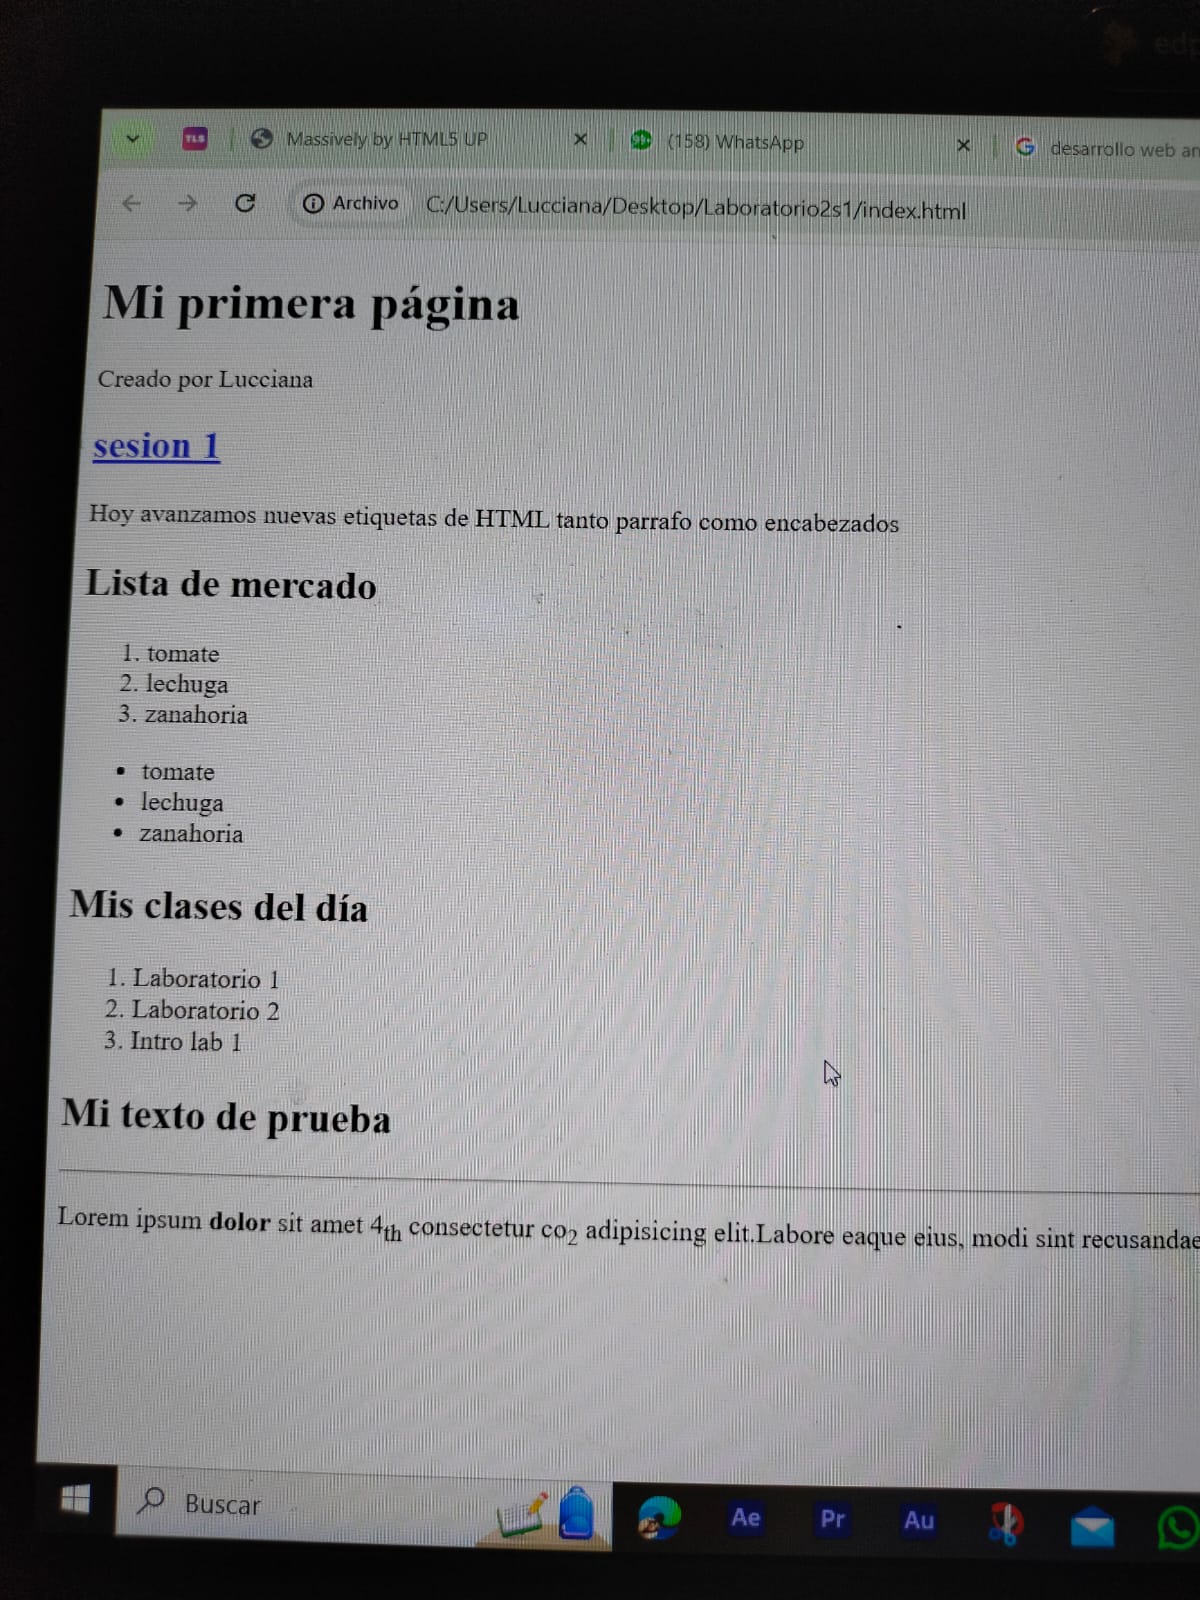 edi
TLS
Massively by HTML5 UP
99+
(158) WhatsApp
desarrollo web
Archivo
C:/Users/Lucciana/Desktop/Laboratorio2s1/index.html
Mi primera página
Creado por Lucciana
sesion 1
Hoy avanzamos nuevas etiquetas de HTML tanto parrafo como encabezados
Lista de mercado
1. tomate
2. lechuga
3. zanahoria
• tomate
• lechuga
• zanahoria
Mis clases del día
1. Laboratorio 1
2. Laboratorio 2
3. Intro lab 1
Mi texto de prueba
Lorem ipsum dolor sit amet 4th consectetur co2 adipisicing elit.Labore eaque eius, modi sint recusandae
Buscar
Ae
Pr
Au